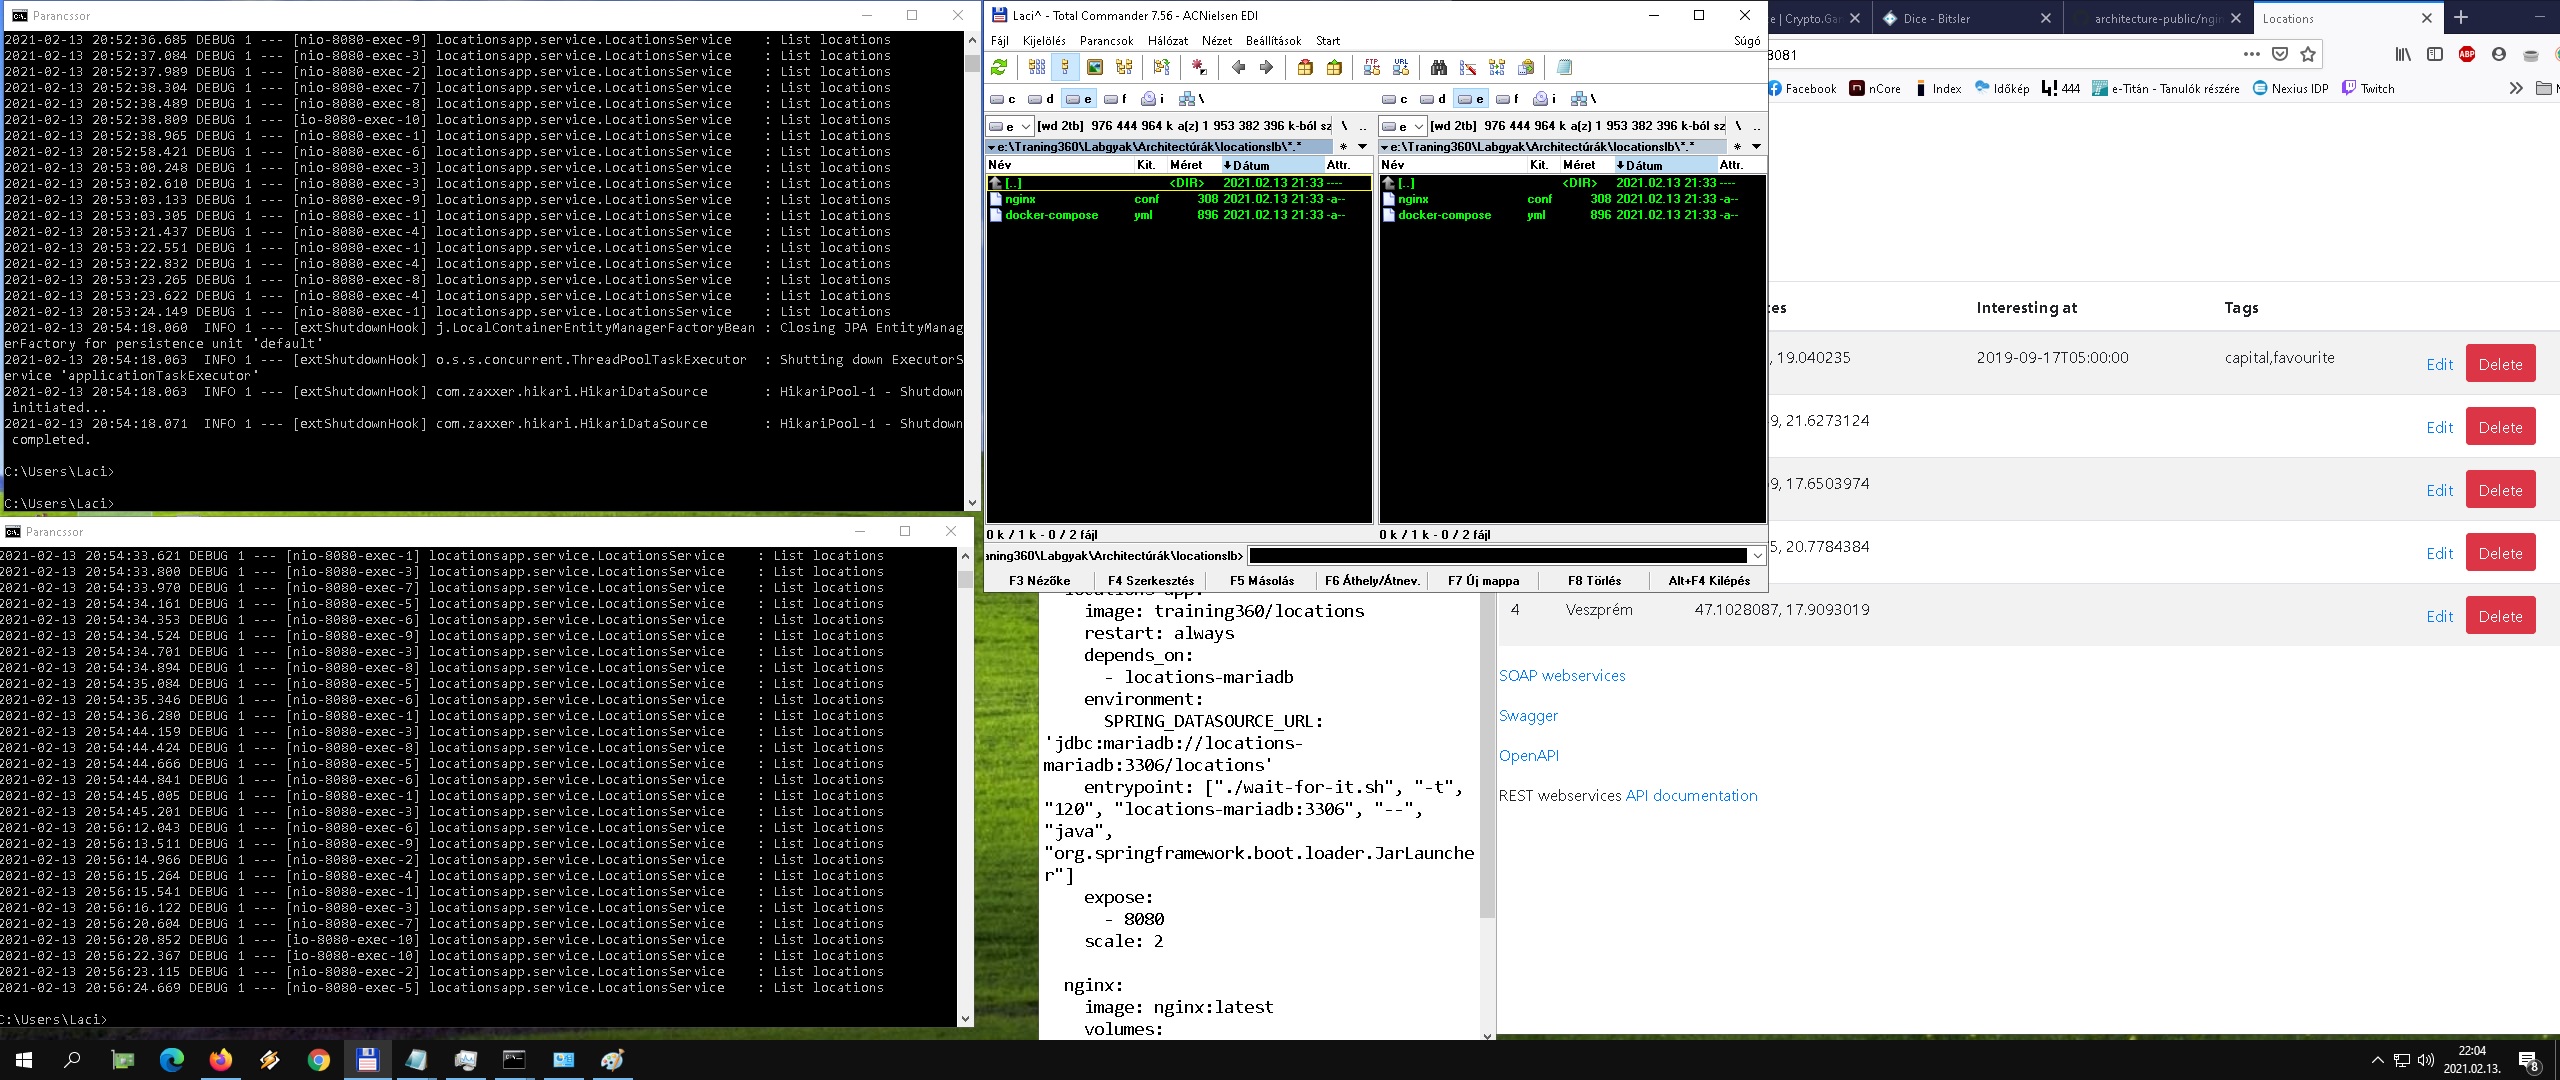 Parancssor
2021-02-13 20:52:36.685 DEBUG 1 --- [nio-8080-exec-9] locationsapp.service.LocationsService    : List locations
2021-02-13 20:52:37.084 DEBUG 1 --- [nio-8080-exec-3] locationsapp.service.LocationsService    : List locations
2021-02-13 20:52:37.989 DEBUG 1 --- [nio-8080-exec-2] locationsapp.service.LocationsService    : List locations
2021-02-13 20:52:38.304 DEBUG 1 --- [nio-8080-exec-7] locationsapp.service.LocationsService    : List locations
2021-02-13 20:52:38.489 DEBUG 1 --- [nio-8080-exec-8] locationsapp.service.LocationsService    : List locations
2021-02-13 20:52:38.809 DEBUG 1 --- [io-8080-exec-10] locationsapp.service.LocationsService    : List locations
2021-02-13 20:52:38.965 DEBUG 1 --- [nio-8080-exec-1] locationsapp.service.LocationsService    : List locations
2021-02-13 20:52:58.421 DEBUG 1 --- [nio-8080-exec-6] locationsapp.service.LocationsService    : List locations
2021-02-13 20:53:00.248 DEBUG 1 --- [nio-8080-exec-3] locationsapp.service.LocationsService    : List locations
2021-02-13 20:53:02.610 DEBUG 1 --- [nio-8080-exec-3] locationsapp.service.LocationsService    : List locations
2021-02-13 20:53:03.133 DEBUG 1 --- [nio-8080-exec-9] locationsapp.service.LocationsService    : List locations
2021-02-13 20:53:03.305 DEBUG 1 --- [nio-8080-exec-1] locationsapp.service.LocationsService    : List locations
2021-02-13 20:53:21.437 DEBUG 1 --- [nio-8080-exec-4] locationsapp.service.LocationsService    : List locations
2021-02-13 20:53:22.551 DEBUG 1 --- [nio-8080-exec-1] locationsapp.service.LocationsService    : List locations
2021-02-13 20:53:22.832 DEBUG 1 --- [nio-8080-exec-4] locationsapp.service.LocationsService    : List locations
2021-02-13 20:53:23.265 DEBUG 1 --- [nio-8080-exec-8] locationsapp.service.LocationsService    : List locations
2021-02-13 20:53:23.622 DEBUG 1 --- [nio-8080-exec-4] locationsapp.service.LocationsService    : List locations
2021-02-13 20:53:24.149 DEBUG 1 --- [nio-8080-exec-1] locationsapp.service.LocationsService    : List locations
2021-02-13 20:54:18.060  INFO 1 --- [extShutdownHook] j.LocalContainerEntityManagerFactoryBean : Closing JPA EntityManag
erFactory for persistence unit 'default'
2021-02-13 20:54:18.063  INFO 1 --- [extShutdownHook] o.s.s.concurrent.ThreadPoolTaskExecutor  : Shutting down ExecutorS
ervice 'applicationTaskExecutor'
2021-02-13 20:54:18.063  INFO 1 --- [extShutdownHook] com.zaxxer.hikari.HikariDataSource       : HikariPool-1 - Shutdown
 initiated...
2021-02-13 20:54:18.071  INFO 1 --- [extShutdownHook] com.zaxxer.hikari.HikariDataSource       : HikariPool-1 - Shutdown
 completed.
C:\Users\Laci>
C:\Users\Laci>
Parancssor
2021-02-13 20:54:33.621 DEBUG 1 --- [nio-8080-exec-1] locationsapp.service.LocationsService    : List locations
2021-02-13 20:54:33.800 DEBUG 1 --- [nio-8080-exec-3] locationsapp.service.LocationsService    : List locations
2021-02-13 20:54:33.970 DEBUG 1 --- [nio-8080-exec-7] locationsapp.service.LocationsService    : List locations
2021-02-13 20:54:34.161 DEBUG 1 --- [nio-8080-exec-5] locationsapp.service.LocationsService    : List locations
2021-02-13 20:54:34.353 DEBUG 1 --- [nio-8080-exec-6] locationsapp.service.LocationsService    : List locations
2021-02-13 20:54:34.524 DEBUG 1 --- [nio-8080-exec-9] locationsapp.service.LocationsService    : List locations
2021-02-13 20:54:34.701 DEBUG 1 --- [nio-8080-exec-3] locationsapp.service.LocationsService    : List locations
2021-02-13 20:54:34.894 DEBUG 1 --- [nio-8080-exec-8] locationsapp.service.LocationsService    : List locations
2021-02-13 20:54:35.084 DEBUG 1 --- [nio-8080-exec-5] locationsapp.service.LocationsService    : List locations
2021-02-13 20:54:35.346 DEBUG 1 --- [nio-8080-exec-6] locationsapp.service.LocationsService    : List locations
2021-02-13 20:54:36.280 DEBUG 1 --- [nio-8080-exec-1] locationsapp.service.LocationsService    : List locations
2021-02-13 20:54:44.159 DEBUG 1 --- [nio-8080-exec-3] locationsapp.service.LocationsService    : List locations
2021-02-13 20:54:44.424 DEBUG 1 --- [nio-8080-exec-8] locationsapp.service.LocationsService    : List locations
2021-02-13 20:54:44.666 DEBUG 1 --- [nio-8080-exec-5] locationsapp.service.LocationsService    : List locations
2021-02-13 20:54:44.841 DEBUG 1 --- [nio-8080-exec-6] locationsapp.service.LocationsService    : List locations
2021-02-13 20:54:45.005 DEBUG 1 --- [nio-8080-exec-1] locationsapp.service.LocationsService    : List locations
2021-02-13 20:54:45.201 DEBUG 1 --- [nio-8080-exec-3] locationsapp.service.LocationsService    : List locations
2021-02-13 20:56:12.043 DEBUG 1 --- [nio-8080-exec-6] locationsapp.service.LocationsService    : List locations
2021-02-13 20:56:13.511 DEBUG 1 --- [nio-8080-exec-9] locationsapp.service.LocationsService    : List locations
2021-02-13 20:56:14.966 DEBUG 1 --- [nio-8080-exec-2] locationsapp.service.LocationsService    : List locations
2021-02-13 20:56:15.264 DEBUG 1 --- [nio-8080-exec-4] locationsapp.service.LocationsService    : List locations
2021-02-13 20:56:15.541 DEBUG 1 --- [nio-8080-exec-1] locationsapp.service.LocationsService    : List locations
2021-02-13 20:56:16.122 DEBUG 1 --- [nio-8080-exec-3] locationsapp.service.LocationsService    : List locations
2021-02-13 20:56:20.604 DEBUG 1 --- [nio-8080-exec-7] locationsapp.service.LocationsService    : List locations
2021-02-13 20:56:20.852 DEBUG 1 --- [io-8080-exec-10] locationsapp.service.LocationsService    : List locations
2021-02-13 20:56:22.367 DEBUG 1 --- [io-8080-exec-10] locationsapp.service.LocationsService    : List locations
2021-02-13 20:56:23.115 DEBUG 1 --- [nio-8080-exec-2] locationsapp.service.LocationsService    : List locations
2021-02-13 20:56:24.669 DEBUG 1 --- [nio-8080-exec-5] locationsapp.service.LocationsService    : List locations
C:\Users\Laci>
Laci^ - Total Commander 7.56 - ACNielsen EDI
Fájl Kijelölés Parancsok Hálózat Nézet Beállítások Start Súgó
FTP URL
c d e f i \ c d e f i \
e [wd 2tb] 976 444 964 k a(z) 1 953 382 396 k-ból sz \ .. e [wd 2tb] 976 444 964 k a(z) 1 953 382 396 k-ból sz \ ..
e:\Traning360\Labgyak\Architectúrák\locationslb\*.* * e:\Traning360\Labgyak\Architectúrák\locationslb\*.* *
Név Kit. Méret Dátum Attr. Név Kit. Méret Dátum Attr.
[..] <DIR> 2021.02.13 21:33 ---- [..] <DIR> 2021.02.13 21:33 ----
nginx conf 308 2021.02.13 21:33 -a-- nginx conf 308 2021.02.13 21:33 -a--
docker-compose yml 896 2021.02.13 21:33 -a-- docker-compose yml 896 2021.02.13 21:33 -a--
0 k / 1 k - 0 / 2 fájl 0 k / 1 k - 0 / 2 fájl
aning360\Labgyak\Architectúrák\locationslb>
F3 Nézőke F4 Szerkesztés F5 Másolás F6 Áthely/Átnev. F7 Új mappa F8 Törlés Alt+F4 Kilépés
locations-app:
image: training360/locations
restart: always
depends_on:
- locations-mariadb
environment:
SPRING_DATASOURCE_URL:
'jdbc:mariadb://locations-
mariadb:3306/locations'
entrypoint: ["./wait-for-it.sh", "-t",
"120", "locations-mariadb:3306", "--",
"java",
"org.springframework.boot.loader.JarLaunche
r"]
expose:
- 8080
scale: 2
nginx:
image: nginx:latest
volumes:
e | Crypto.Gar Dice - Bitsler architecture-public/ngin Locations
8081
ABP
Facebook nCore Index Időkép 444 e-Titán - Tanulók részére Nexius IDP Twitch
es Interesting at Tags
, 19.040235 2019-09-17T05:00:00 capital,favourite Edit Delete
9, 21.6273124 Edit Delete
9, 17.6503974 Edit Delete
5, 20.7784384 Edit Delete
4 Veszprém 47.1028087, 17.9093019 Edit Delete
SOAP webservices
Swagger
OpenAPI
REST webservices API documentation
22:04
2021.02.13.
8